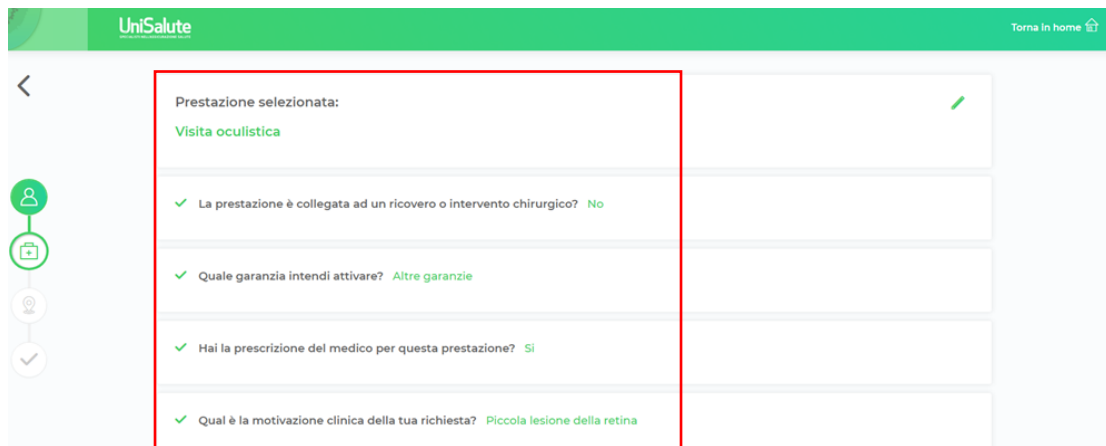 UniSalute
Torna in home
Prestazione selezionata:
Visita oculistica
La prestazione è collegata ad un ricovero o intervento chirurgico? No
Quale garanzia intendi attivare? Altre garanzie
Hai la prescrizione del medico per questa prestazione? Si
Qual è la motivazione clinica della tua richiesta? Piccola lesione della retina